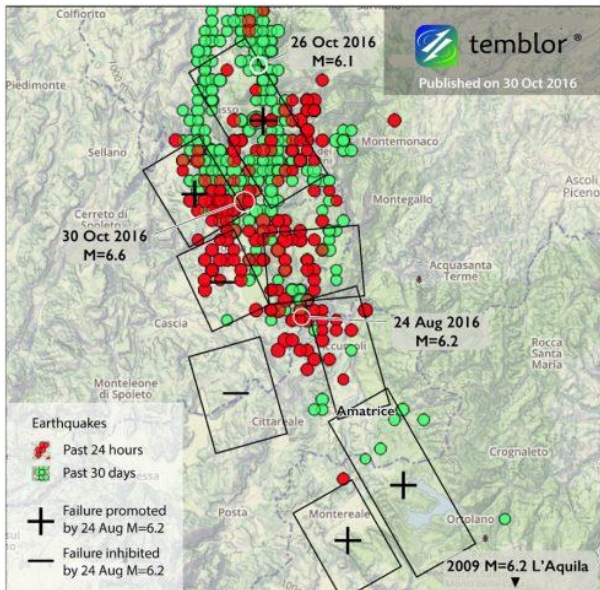 Colfiorito
Sarnano
temblor ®
Published on 30 Oct 2016
26 Oct 2016
M=6.1
Piedimonte
1000 m
Sellano
Montemonaco
Ascoli
Piceno
Montegallo
Cerreto di
Spoleto
30 Oct 2016
M=6.6
Acquasanta
Terme
Cascia
24 Aug 2016
M=6.2
Rocca
Santa
Maria
Monteleone
di Spoleto
Cittareale
Amatrice
Earthquakes
Past 24 hours
Past 30 days
Crognaleto
Failure promoted
by 24 Aug M=6.2
Posta
Montereale
Ortolano
Failure inhibited
by 24 Aug M=6.2
2009 M=6.2 L'Aquila